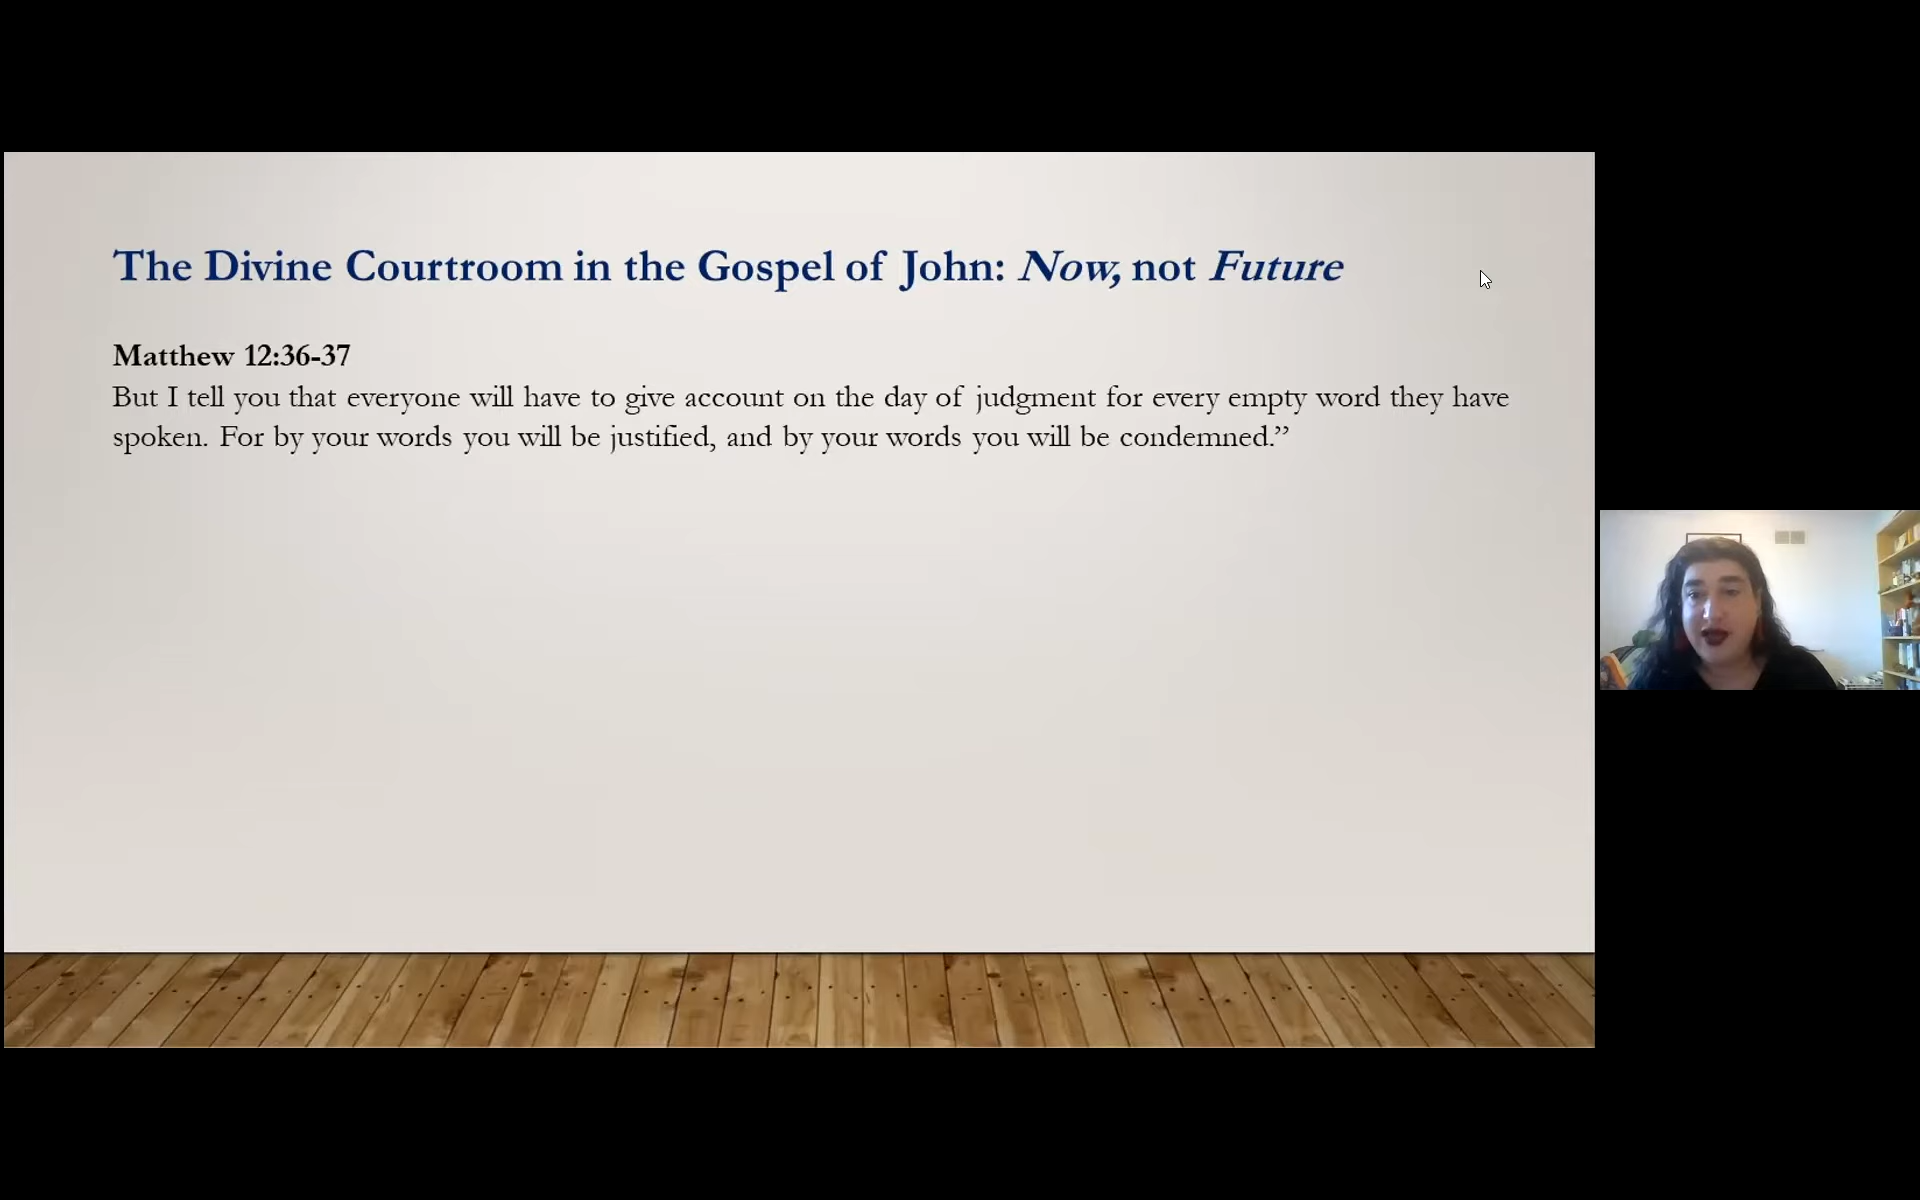 The Divine Courtroom in the Gospel of John: Now, not Future
Matthew 12:36-37
But I tell you that everyone will have to give account on the day of judgment for every empty word they have
spoken. For by your words you will be justified, and by your words you will be condemned.”